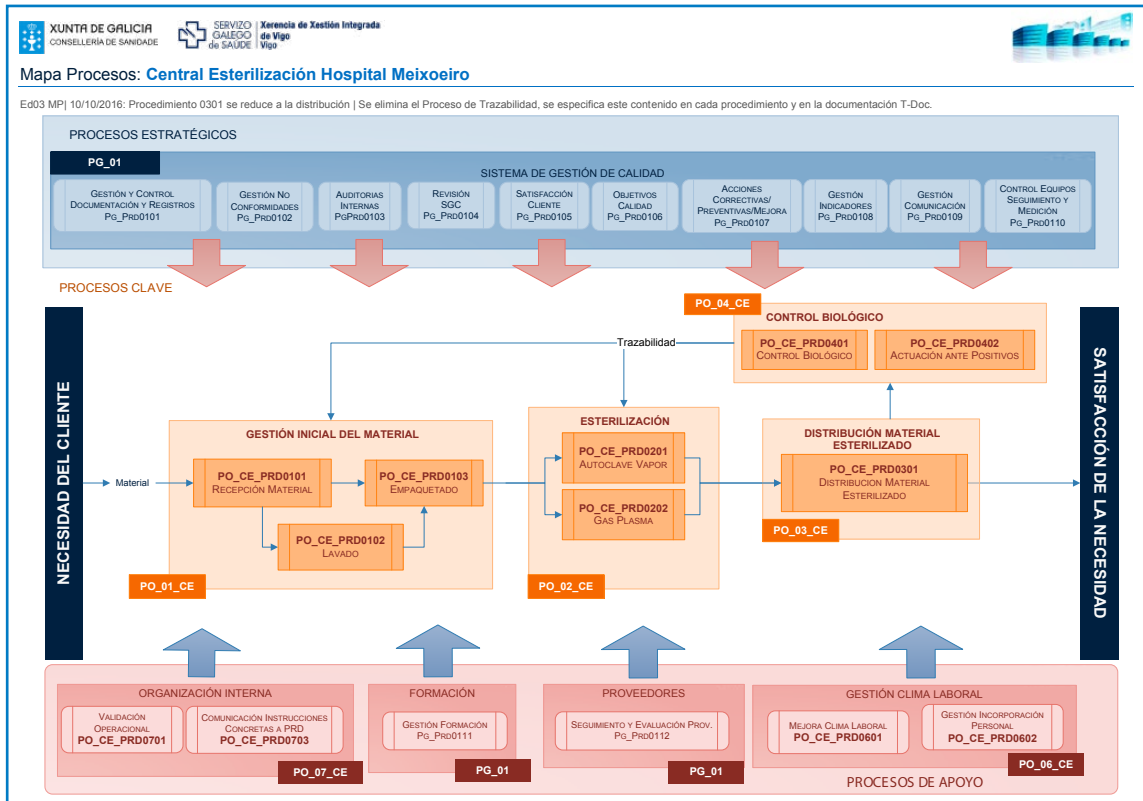 XUNTA DE GALICIA
CONSELLERÍA DE SANIDADE
SERVIZO
GALEGO
de SAÚDE
Xerencia de Xestión Integrada
de Vigo
Vigo
Mapa Procesos: Central Esterilización Hospital Meixoeiro
Ed03 MP| 10/10/2016: Procedimiento 0301 se reduce a la distribución | Se elimina el Proceso de Trazabilidad, se especifica este contenido en cada procedimiento y en la documentación T-Doc.
PROCESOS ESTRATÉGICOS
PG_01
SISTEMA DE GESTIÓN DE CALIDAD
GESTIÓN Y CONTROL
DOCUMENTACIÓN Y REGISTROS
PG_PRD0101
GESTIÓN NO
CONFORMIDADES
PG_PRD0102
AUDITORIAS
INTERNAS
PGPRD0103
REVISIÓN
SGC
PG_PRD0104
SATISFACCIÓN
CLIENTE
PG_PRD0105
OBJETIVOS
CALIDAD
PG_PRD0106
ACCIONES
CORRECTIVAS/
PREVENTIVAS/MEJORA
PG_PRD0107
GESTIÓN
INDICADORES
PG_PRD0108
GESTIÓN
COMUNICACIÓN
PG_PRD0109
CONTROL EQUIPOS
SEGUIMIENTO Y
MEDICIÓN
PG_PRD0110
PROCESOS CLAVE
PO_04_CE
CONTROL BIOLÓGICO
PO_CE_PRD0401
CONTROL BIOLÓGICO
PO_CE_PRD0402
ACTUACIÓN ANTE POSITIVOS
Trazabilidad
NECESIDAD DEL CLIENTE
Material
GESTIÓN INICIAL DEL MATERIAL
PO_CE_PRD0101
RECEPCIÓN MATERIAL
PO_CE_PRD0103
EMPAQUETADO
PO_CE_PRD0102
LAVADO
PO_01_CE
ESTERILIZACIÓN
PO_CE_PRD0201
AUTOCLAVE VAPOR
PO_CE_PRD0202
GAS PLASMA
PO_02_CE
DISTRIBUCIÓN MATERIAL
ESTERILIZADO
PO_CE_PRD0301
DISTRIBUCION MATERIAL
ESTERILIZADO
PO_03_CE
SATISFACCIÓN DE LA NECESIDAD
ORGANIZACIÓN INTERNA
VALIDACIÓN
OPERACIONAL
PO_CE_PRD0701
COMUNICACIÓN INSTRUCCIONES
CONCRETAS A PRD
PO_CE_PRD0703
PO_07_CE
FORMACIÓN
GESTIÓN FORMACIÓN
PG_PRD0111
PG_01
PROVEEDORES
SEGUIMIENTO Y EVALUACIÓN PROV.
PG_PRD0112
PG_01
GESTIÓN CLIMA LABORAL
MEJORA CLIMA LABORAL
PO_CE_PRD0601
GESTIÓN INCORPORACIÓN
PERSONAL
PO_CE_PRD0602
PO_06_CE
PROCESOS DE APOYO